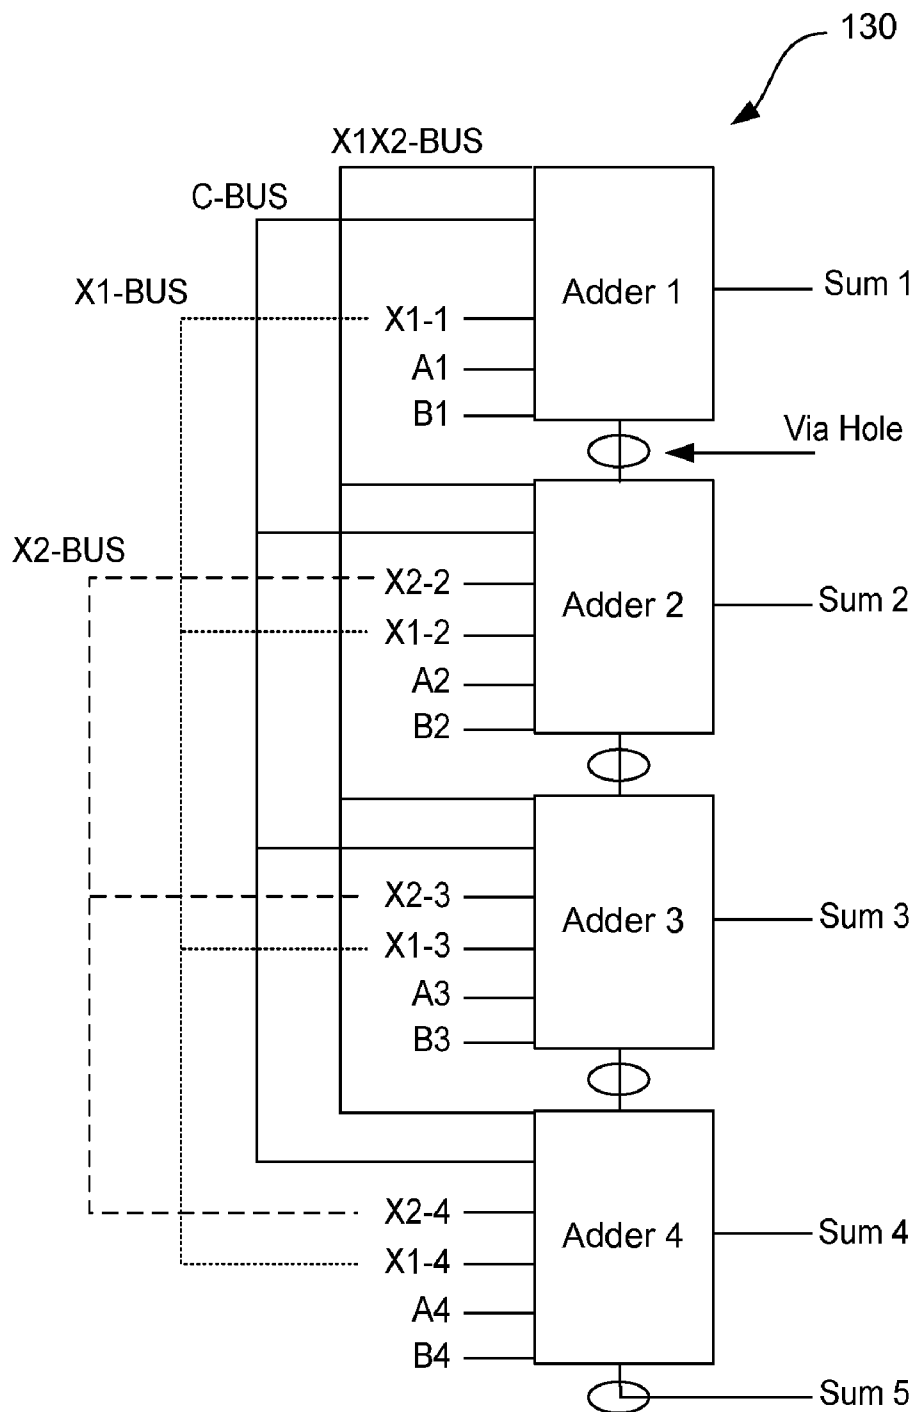 130
X1X2-BUS
C-BUS
X1-BUS
Adder 1
Sum 1
X1-1
A1
B1
Via Hole
X2-BUS
X2-2
Adder 2
Sum 2
X1-2
A2
B2
X2-3
Adder 3
Sum 3
X1-3
A3
B3
X2-4
Adder 4
Sum 4
X1-4
A4
B4
Sum 5